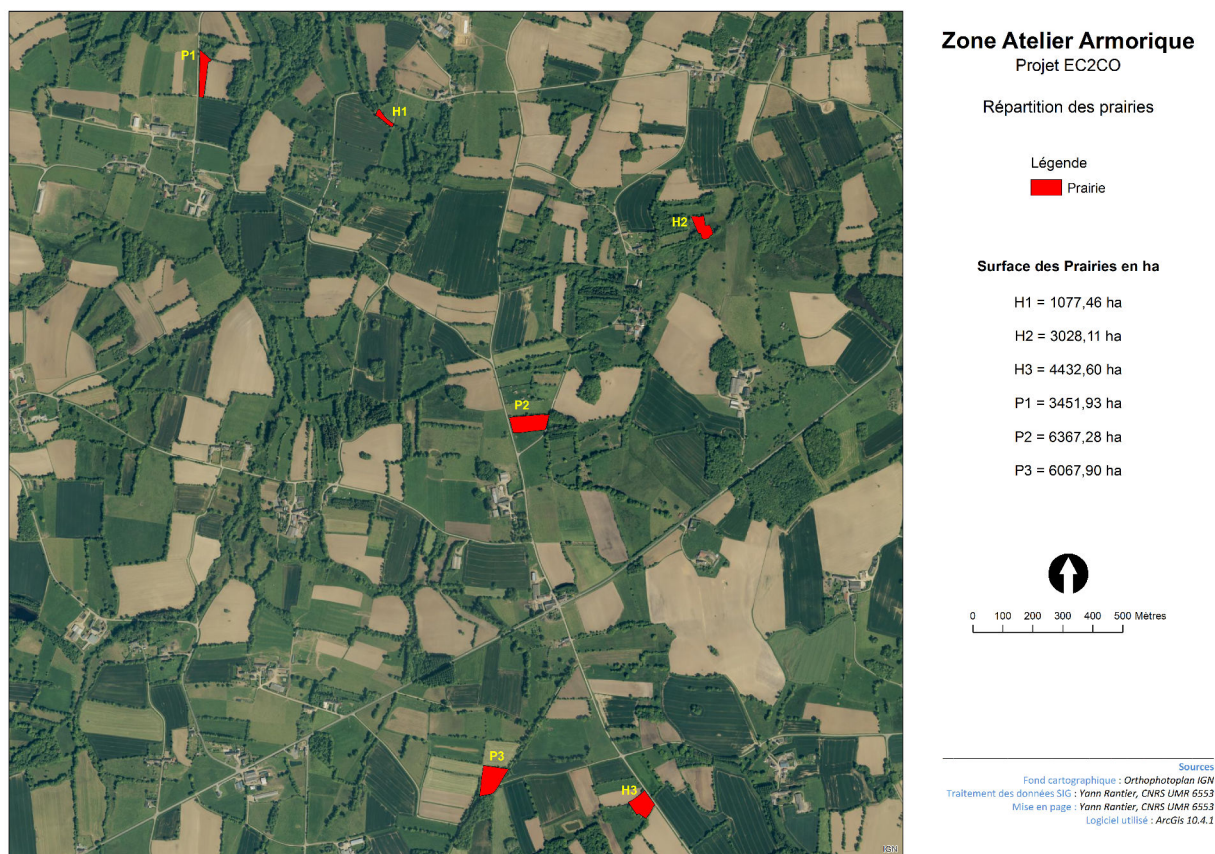 Zone Atelier Armorique
Projet EC2CO
Répartition des prairies
Légende
Prairie
Surface des Prairies en ha
H1 = 1077,46 ha
H2 = 3028,11 ha
H3 = 4432,60 ha
P1 = 3451,93 ha
P2 = 6367,28 ha
P3 = 6067,90 ha
0 100 200 300 400 500 Mètres
Sources
Fond cartographique : Orthophotoplan IGN
Traitement des données SIG : Yann Rantier, CNRS UMR 6553
Mise en page : Yann Rantier, CNRS UMR 6553
Logiciel utilisé : ArcGis 10.4.1
P1
H1
H2
P2
P3
H3
IGN